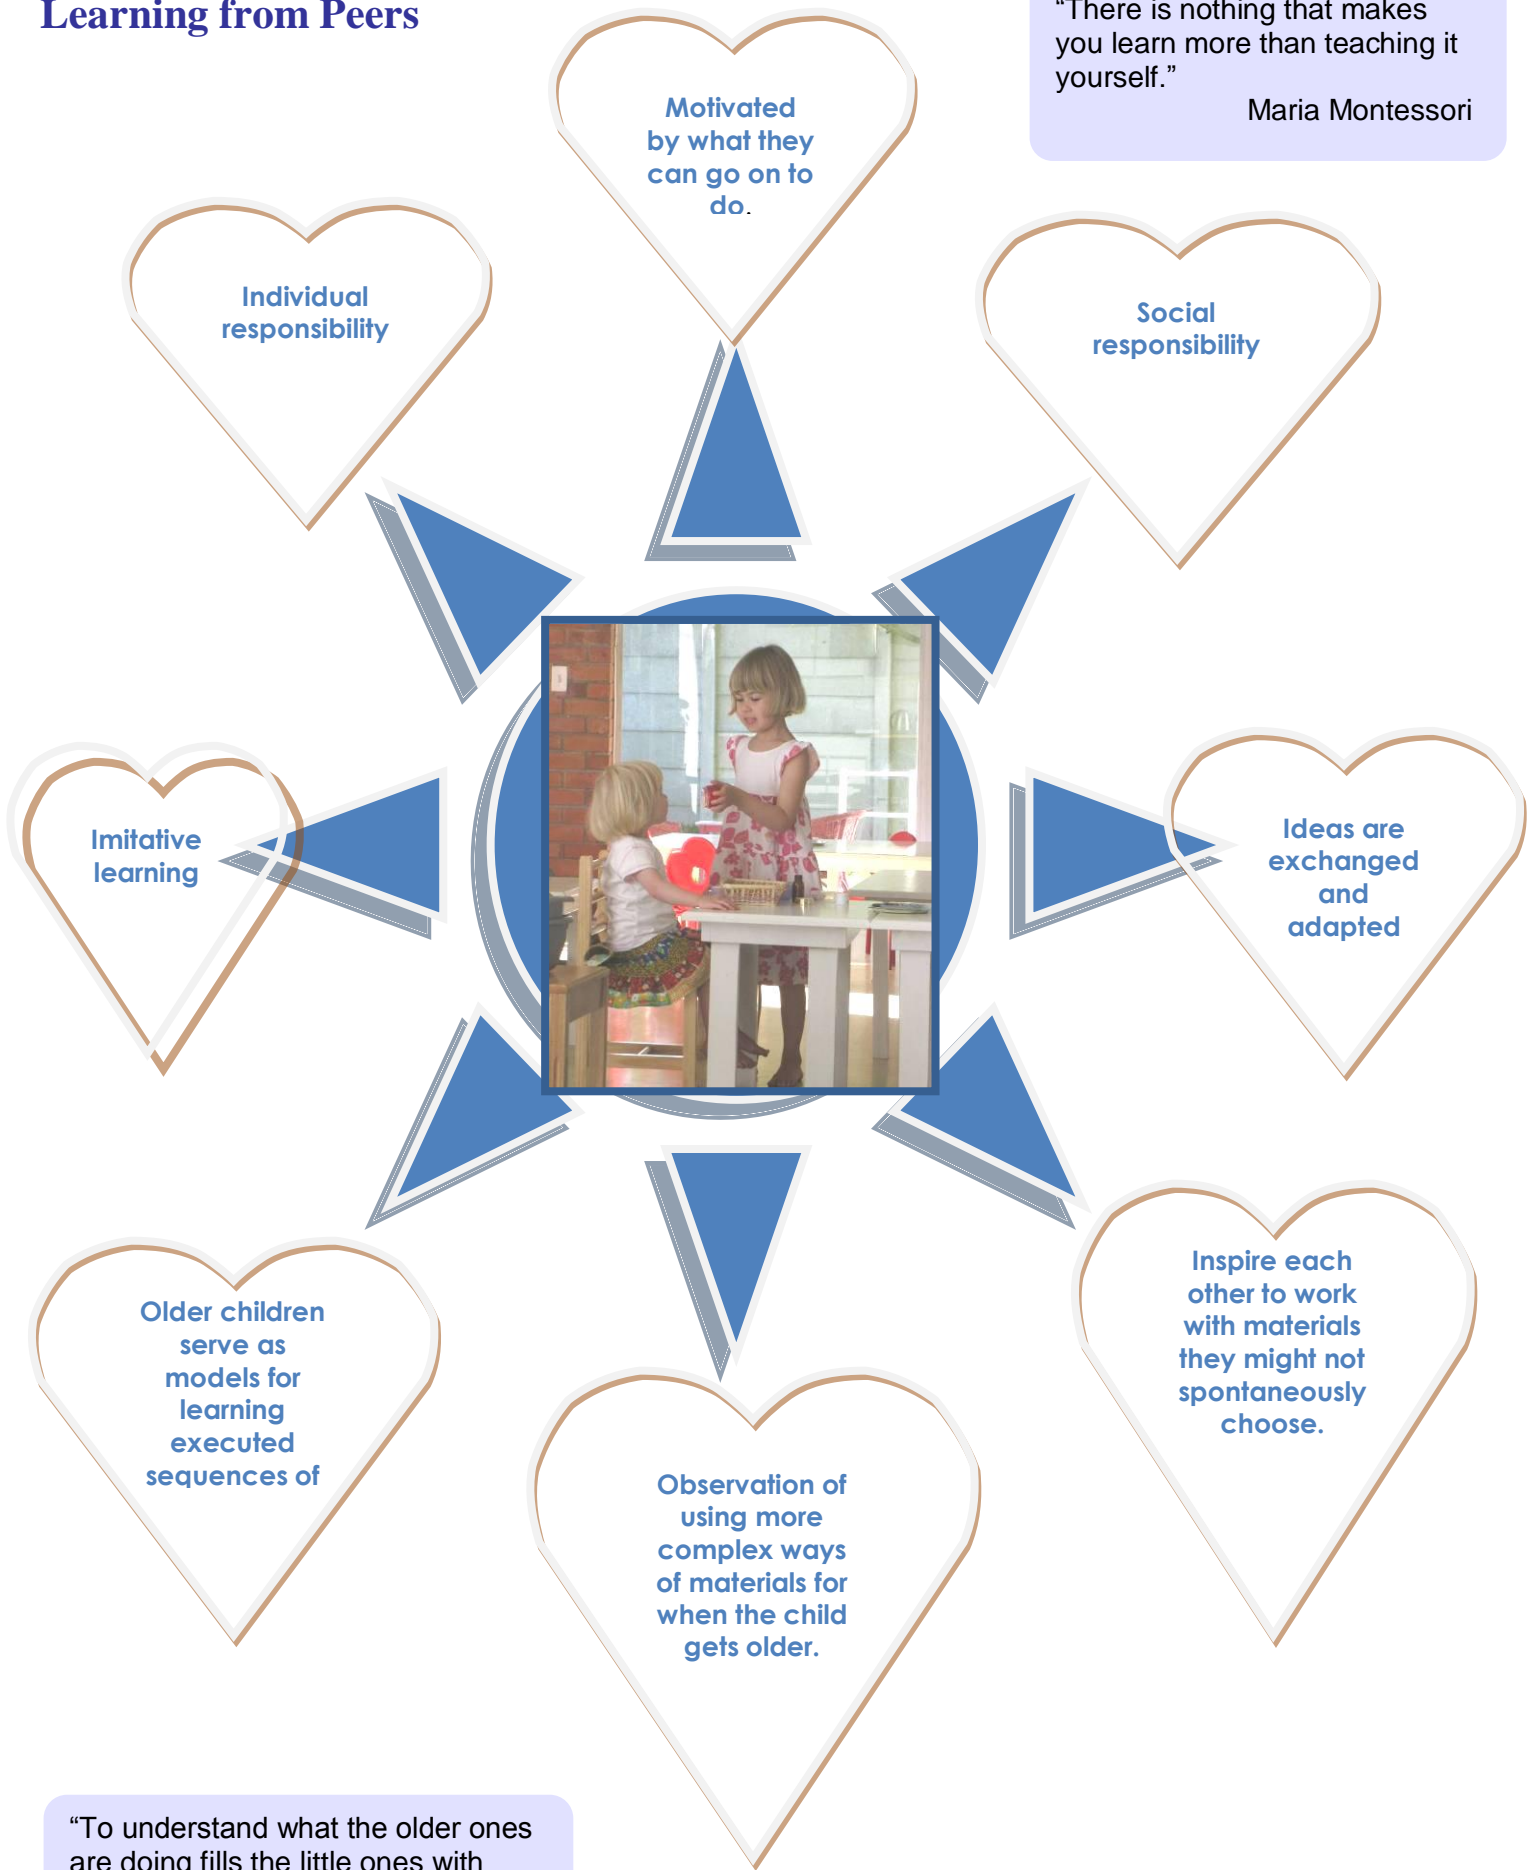 Learning from Peers
“There is nothing that makes
you learn more than teaching it
yourself.”
Maria Montessori
Motivated
by what they
can go on to
do.
Individual
responsibility
Social
responsibility
Imitative
learning
Ideas are
exchanged
and
adapted
Older children
serve as
models for
learning
executed
sequences of
Observation of
using more
complex ways
of materials for
when the child
gets older.
Inspire each
other to work
with materials
they might not
spontaneously
choose.
“To understand what the older ones
are doing fills the little ones with